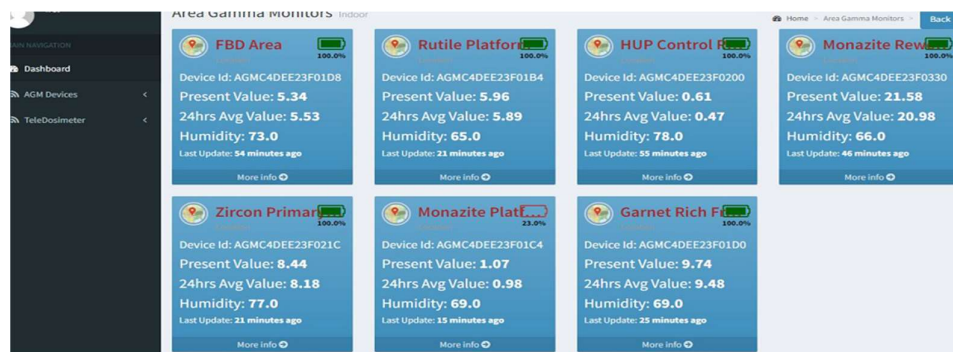 Area Gamma Monitors Indoor
Home > Area Gamma Monitors >
Back
MAIN NAVIGATION
Dashboard
AGM Devices
TeleDosimeter
FBD Area
100.0%
Device Id: AGMC4DEE23F01D8
Present Value: 5.34
24hrs Avg Value: 5.53
Humidity: 73.0
Last Update: 54 minutes ago
More info
Rutile Platfor
100.0%
Device Id: AGMC4DEE23F01B4
Present Value: 5.96
24hrs Avg Value: 5.89
Humidity: 65.0
Last Update: 21 minutes ago
More info
HUP Control
100.0%
Device Id: AGMC4DEE23F0200
Present Value: 0.61
24hrs Avg Value: 0.47
Humidity: 78.0
Last Update: 55 minutes ago
More info
Monazite
100.0%
Device Id: AGMC4DEE23F0330
Present Value: 21.58
24hrs Avg Value: 20.98
Humidity: 66.0
Last Update: 46 minutes ago
More info
Zircon Primar
100.0%
Device Id: AGMC4DEE23F021C
Present Value: 8.44
24hrs Avg Value: 8.18
Humidity: 77.0
Last Update: 21 minutes ago
More info
Monazite Platf...
23.0%
Device Id: AGMC4DEE23F01C4
Present Value: 1.07
24hrs Avg Value: 0.98
Humidity: 69.0
Last Update: 15 minutes ago
More info
Garnet Rich
100.0%
Device Id: AGMC4DEE23F01D0
Present Value: 9.74
24hrs Avg Value: 9.48
Humidity: 69.0
Last Update: 25 minutes ago
More info